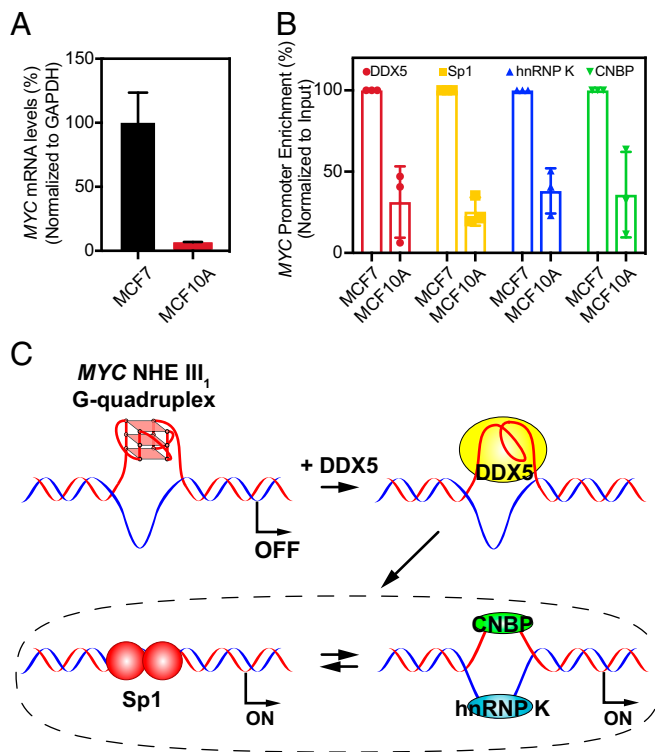 A
MYC mRNA levels (%)
(Normalized to GAPDH)
150
100
50
0
MCF7
MCF10A
B
MYC Promoter Enrichment (%)
(Normalized to Input)
DDX5 Sp1 hnRNP K CNBP
100
50
0
MCF7
MCF10A
MCF7
MCF10A
MCF7
MCF10A
MCF7
MCF10A
C
MYC NHE III1
G-quadruplex
+ DDX5
DDX5
OFF
CNBP
Sp1
ON
hnRNP K
ON